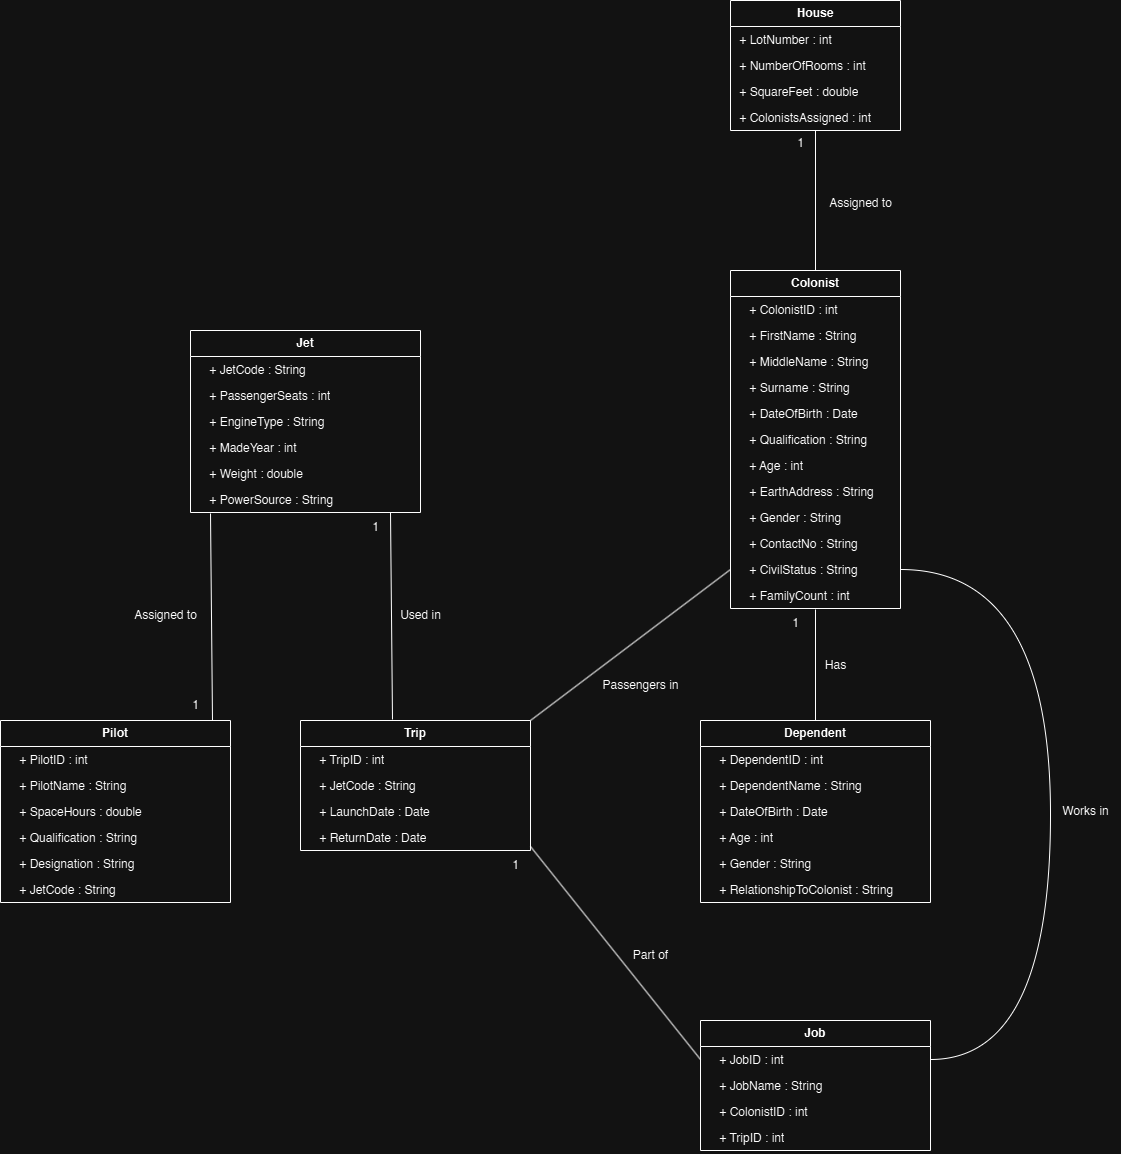 House
+ LotNumber : int
+ NumberOfRooms : int
+ SquareFeet : double
+ ColonistsAssigned : int
1
Assigned to
Colonist
+ ColonistID : int
+ FirstName : String
+ MiddleName : String
+ Surname : String
+ DateOfBirth : Date
+ Qualification : String
+ Age : int
+ EarthAddress : String
+ Gender : String
+ ContactNo : String
+ CivilStatus : String
+ FamilyCount : int
1
Has
Jet
+ JetCode : String
+ PassengerSeats : int
+ EngineType : String
+ MadeYear : int
+ Weight : double
+ PowerSource : String
1
Assigned to
Used in
1
Passengers in
Pilot
+ PilotID : int
+ PilotName : String
+ SpaceHours : double
+ Qualification : String
+ Designation : String
+ JetCode : String
Trip
+ TripID : int
+ JetCode : String
+ LaunchDate : Date
+ ReturnDate : Date
1
Dependent
+ DependentID : int
+ DependentName : String
+ DateOfBirth : Date
+ Age : int
+ Gender : String
+ RelationshipToColonist : String
Works in
Part of
Job
+ JobID : int
+ JobName : String
+ ColonistID : int
+ TripID : int